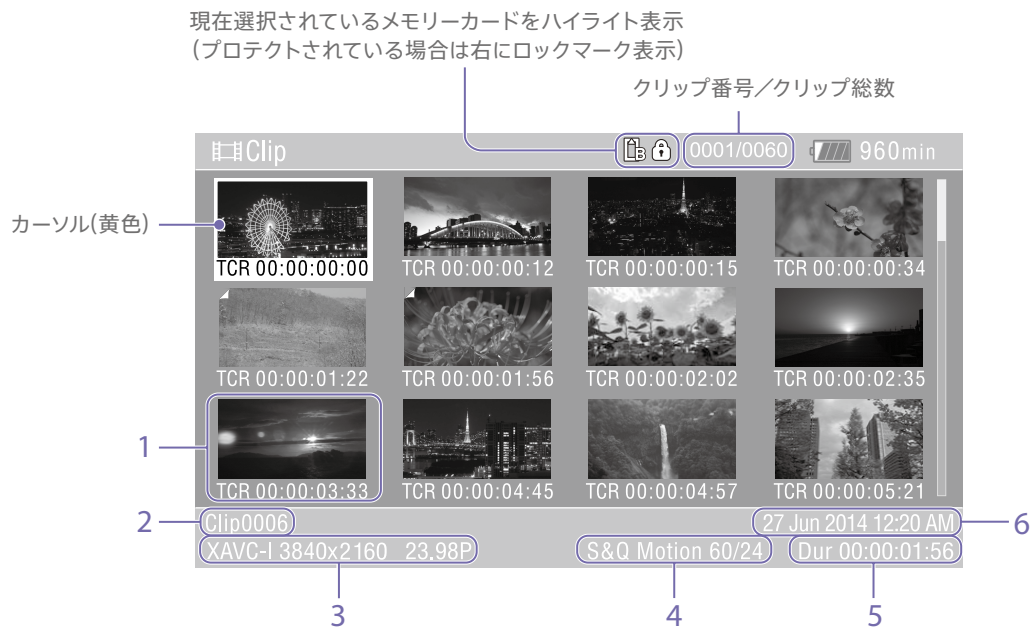 現在選択されているメモリーカードをハイライト表示
(プロテクトされている場合は右にロックマーク表示)
クリップ番号／クリップ総数
Clip
B
0001/0060
960min
カーソル(黄色)
TCR 00:00:00:00
TCR 00:00:00:12
TCR 00:00:00:15
TCR 00:00:00:34
TCR 00:00:01:22
TCR 00:00:01:56
TCR 00:00:02:02
TCR 00:00:02:35
1
TCR 00:00:03:33
TCR 00:00:04:45
TCR 00:00:04:57
TCR 00:00:05:21
2
Clip0006
27 Jun 2014 12:20 AM
6
XAVC-I 3840x2160 23.98P
S&Q Motion 60/24
Dur 00:00:01:56
3
4
5